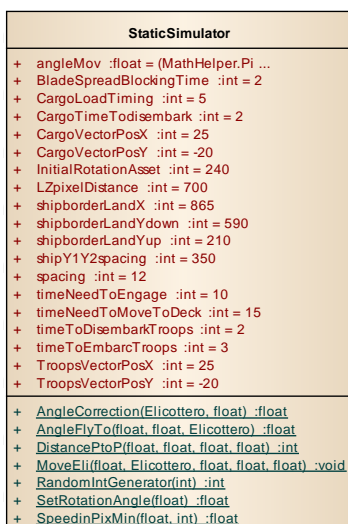 StaticSimulator
+ angleMov :float = (MathHelper.Pi ...
+ BladeSpreadBlockingTime :int = 2
+ CargoLoadTiming :int = 5
+ CargoTimeTodisembark :int = 2
+ CargoVectorPosX :int = 25
+ CargoVectorPosY :int = -20
+ InitialRotationAsset :int = 240
+ LZpixelDistance :int = 700
+ shipborderLandX :int = 865
+ shipborderLandYdown :int = 590
+ shipborderLandYup :int = 210
+ shipY1Y2spacing :int = 350
+ spacing :int = 12
+ timeNeedToEngage :int = 10
+ timeNeedToMoveToDeck :int = 15
+ timeToDisembarkTroops :int = 2
+ timeToEmbarcTroops :int = 3
+ TroopsVectorPosX :int = 25
+ TroopsVectorPosY :int = -20
+ AngleCorrection(Elicottero, float) :float
+ AngleFlyTo(float, float, Elicottero) :float
+ DistancePtoP(float, float, float, float) :int
+ MoveEli(float, Elicottero, float, float, float) :void
+ RandomIntGenerator(int) :int
+ SetRotationAngle(float) :float
+ SpeedinPixMin(float, int) :float